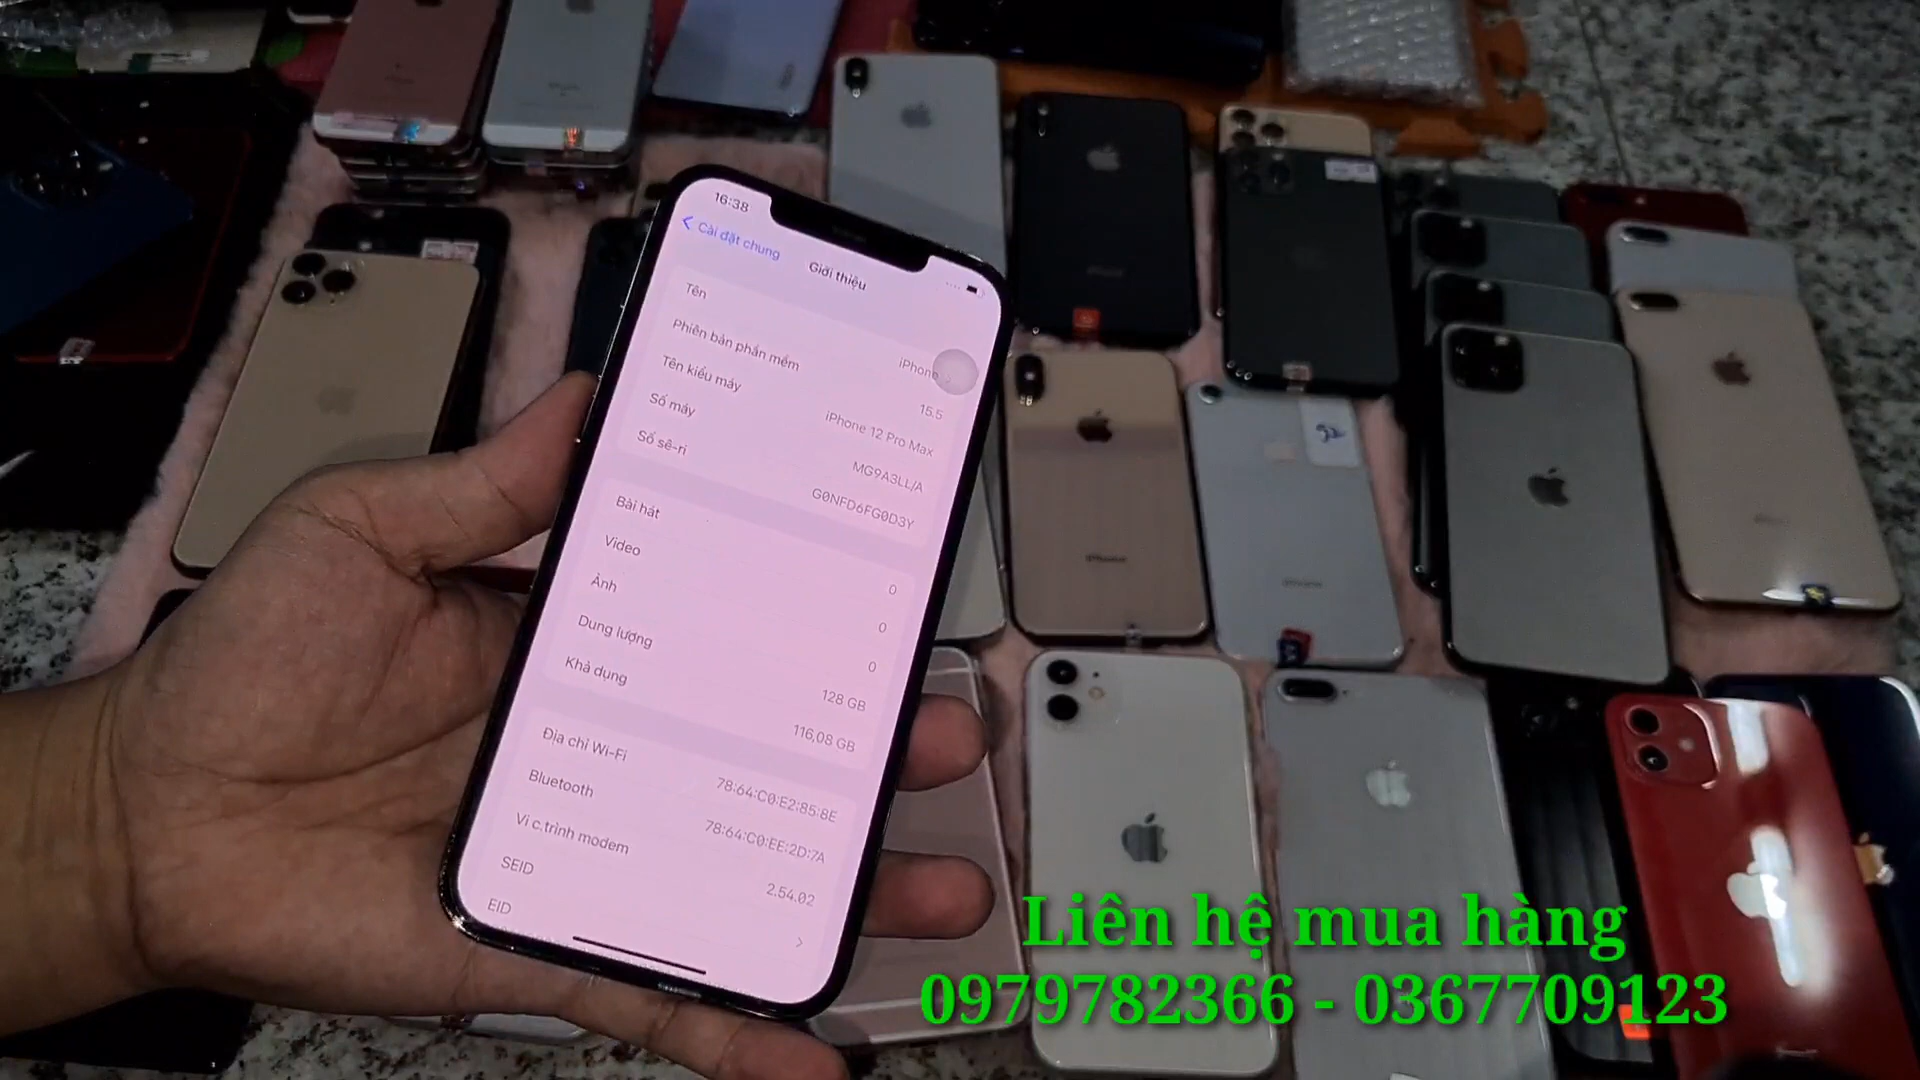 16:38
Cài đặt chung
Giới thiệu
Tên
iPhone
Phiên bản phần mềm
15.5
Tên kiểu máy
iPhone 12 Pro Max
Số máy
MG9A3LL/A
Số sê-ri
G0NFD6FG0D3Y
Bài hát
0
Video
0
Ảnh
0
Dung lượng
128 GB
Khả dụng
116,08 GB
Địa chỉ Wi-Fi
78:64:C0:E2:85:8E
Bluetooth
78:64:C0:EE:2D:7A
Vi c.trình modem
2.54.02
SEID
EID
iPhone
92
Liên hệ mua hàng
0979782366 - 0367709123